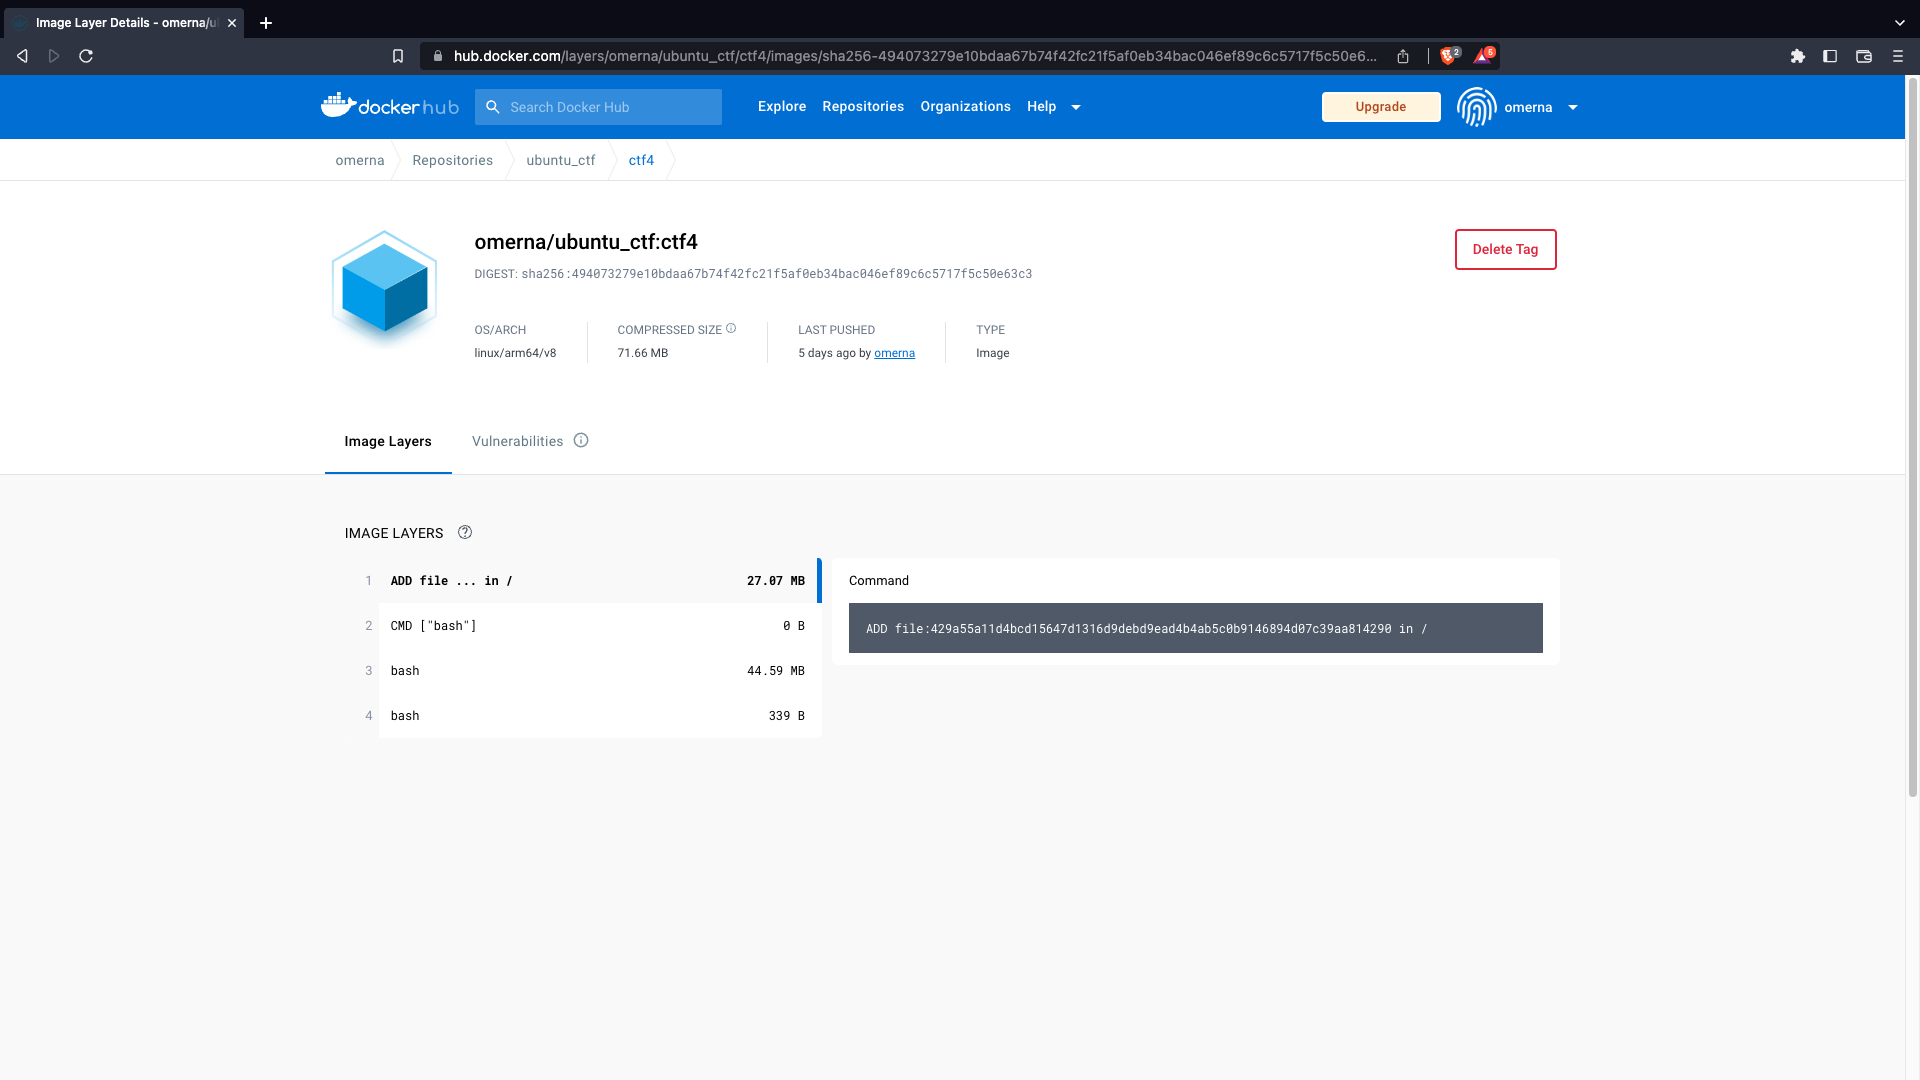 Image Layer Details - omerna/u
hub.docker.com/layers/omerna/ubuntu_ctf/ctf4/images/sha256-494073279e10bdaa67b74f42fc21f5af0eb34bac046ef89c6c5717f5c50e6...
2
5
docker hub
Search Docker Hub
Explore
Repositories
Organizations
Help
Upgrade
omerna
omerna
Repositories
ubuntu_ctf
ctf4
omerna/ubuntu_ctf:ctf4
Delete Tag
DIGEST: sha256:494073279e10bdaa67b74f42fc21f5af0eb34bac046ef89c6c5717f5c50e63c3
OS/ARCH
linux/arm64/v8
COMPRESSED SIZE
71.66 MB
LAST PUSHED
5 days ago by omerna
TYPE
Image
Image Layers
Vulnerabilities
IMAGE LAYERS
1 ADD file ... in / 27.07 MB
2 CMD ["bash"] 0 B
3 bash 44.59 MB
4 bash 339 B
Command
ADD file:429a55a11d4bcd15647d1316d9debd9ead4b4ab5c0b9146894d07c39aa814290 in /